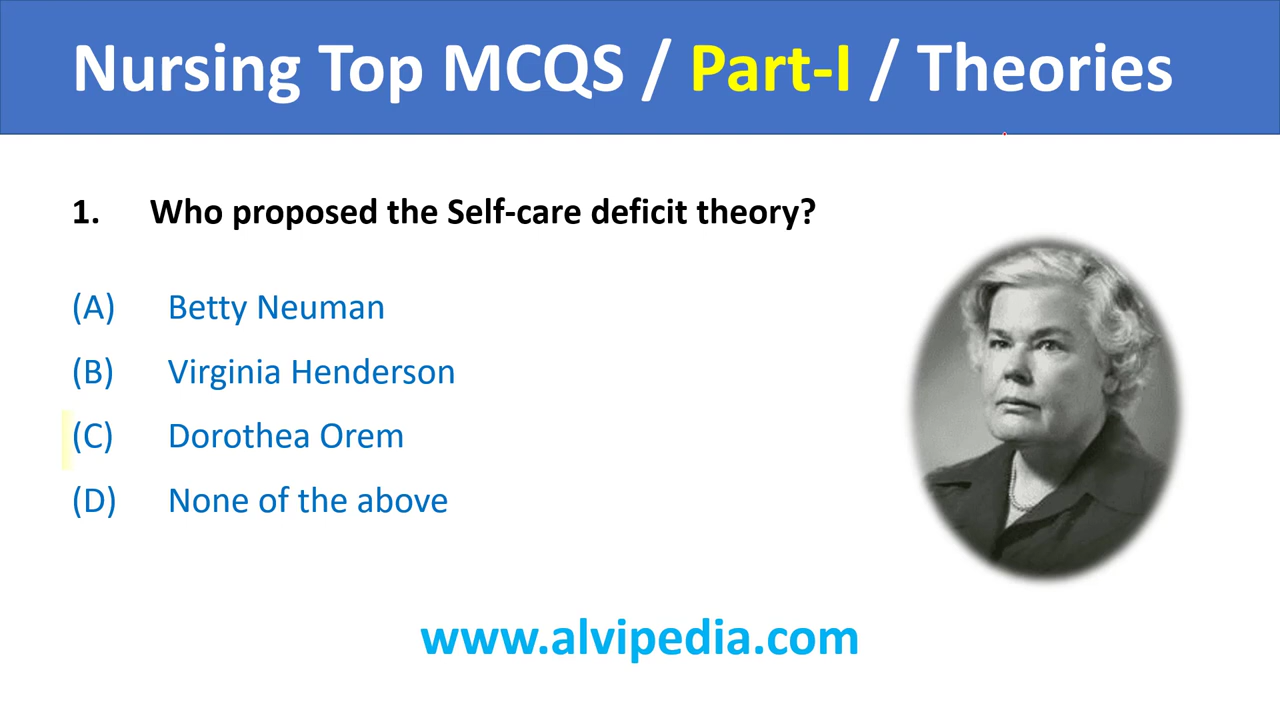 Nursing Top MCQS / Part-I / Theories
1. Who proposed the Self-care deficit theory?
(A) Betty Neuman
(B) Virginia Henderson
(C) Dorothea Orem
(D) None of the above
www.alvipedia.com